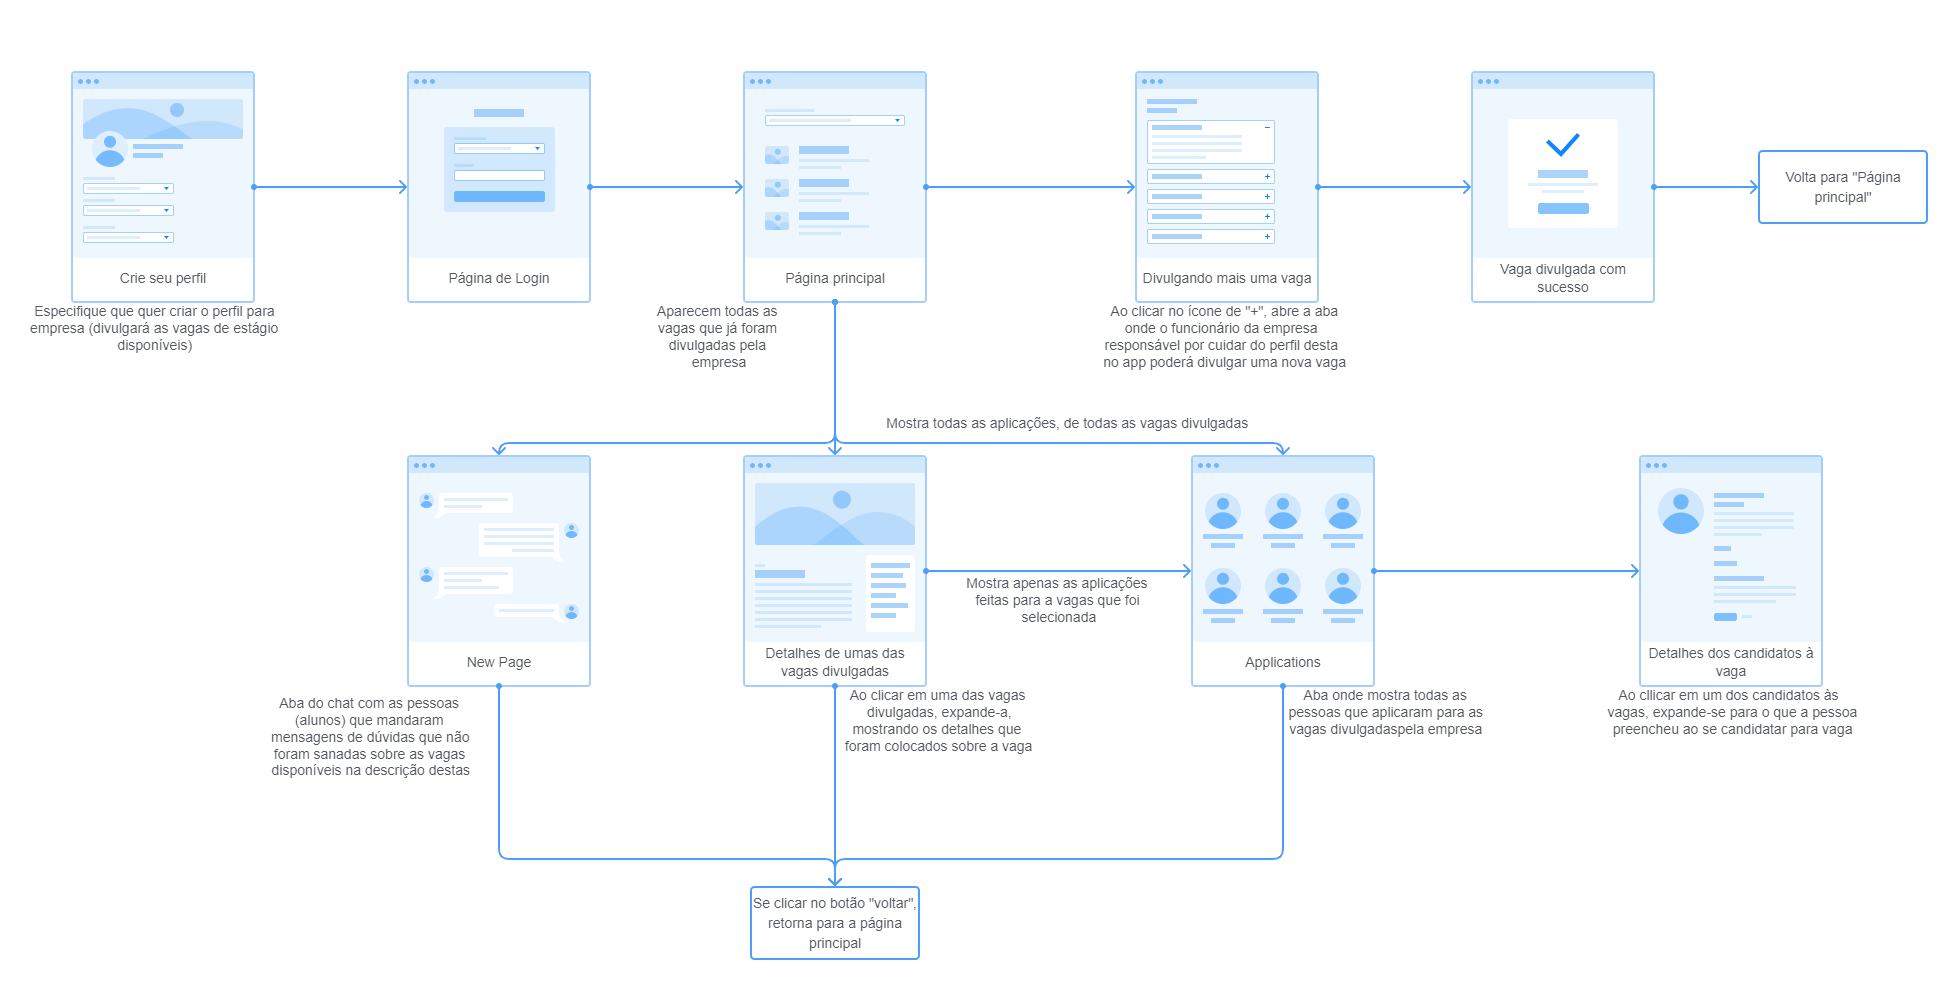 Crie seu perfil
Especifique que quer criar o perfil para
empresa (divulgará as vagas de estágio
disponíveis)
Página de Login
Página principal
Aparecem todas as
vagas que já foram
divulgadas pela
empresa
Divulgando mais uma vaga
Ao clicar no ícone de "+", abre a aba
onde o funcionário da empresa
responsável por cuidar do perfil desta
no app poderá divulgar uma nova vaga
Vaga divulgada com
sucesso
Volta para "Página
principal"
Mostra todas as aplicações, de todas as vagas divulgadas
New Page
Aba do chat com as pessoas
(alunos) que mandaram
mensagens de dúvidas que não
foram sanadas sobre as vagas
disponíveis na descrição destas
Detalhes de umas das
vagas divulgadas
Ao clicar em uma das vagas
divulgadas, expande-a,
mostrando os detalhes que
foram colocados sobre a vaga
Mostra apenas as aplicações
feitas para a vagas que foi
selecionada
Applications
Aba onde mostra todas as
pessoas que aplicaram para as
vagas divulgadaspela empresa
Detalhes dos candidatos à
vaga
Ao cllicar em um dos candidatos às
vagas, expande-se para o que a pessoa
preencheu ao se candidatar para vaga
Se clicar no botão "voltar",
retorna para a página
principal